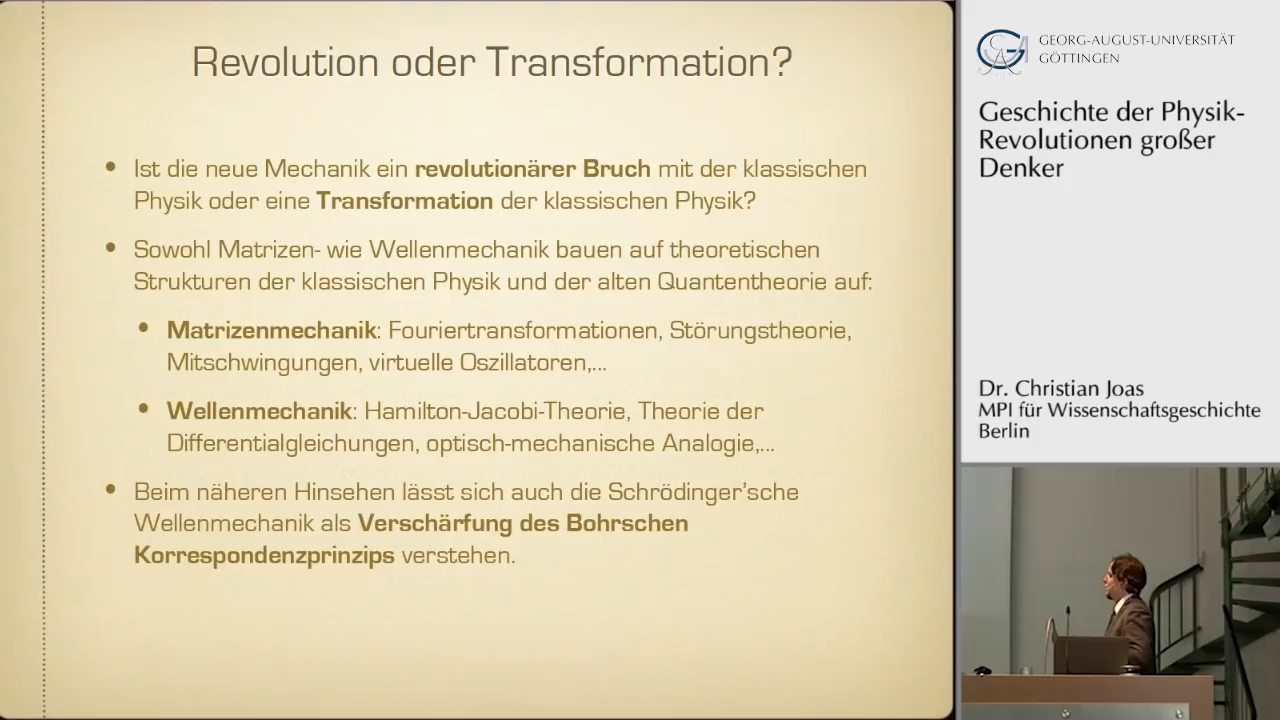 Revolution oder Transformation?
• Ist die neue Mechanik ein revolutionärer Bruch mit der klassischen
Physik oder eine Transformation der klassischen Physik?
• Sowohl Matrizen- wie Wellenmechanik bauen auf theoretischen
Strukturen der klassischen Physik und der alten Quantentheorie auf:
• Matrizenmechanik: Fouriertransformationen, Störungstheorie,
Mitschwingungen, virtuelle Oszillatoren,...
• Wellenmechanik: Hamilton-Jacobi-Theorie, Theorie der
Differentialgleichungen, optisch-mechanische Analogie,...
• Beim näheren Hinsehen lässt sich auch die Schrödinger'sche
Wellenmechanik als Verschärfung des Bohrschen
Korrespondenzprinzips verstehen.
GEORG-AUGUST-UNIVERSITÄT
GÖTTINGEN
Geschichte der Physik-
Revolutionen großer
Denker
Dr. Christian Joas
MPI für Wissenschaftsgeschichte
Berlin